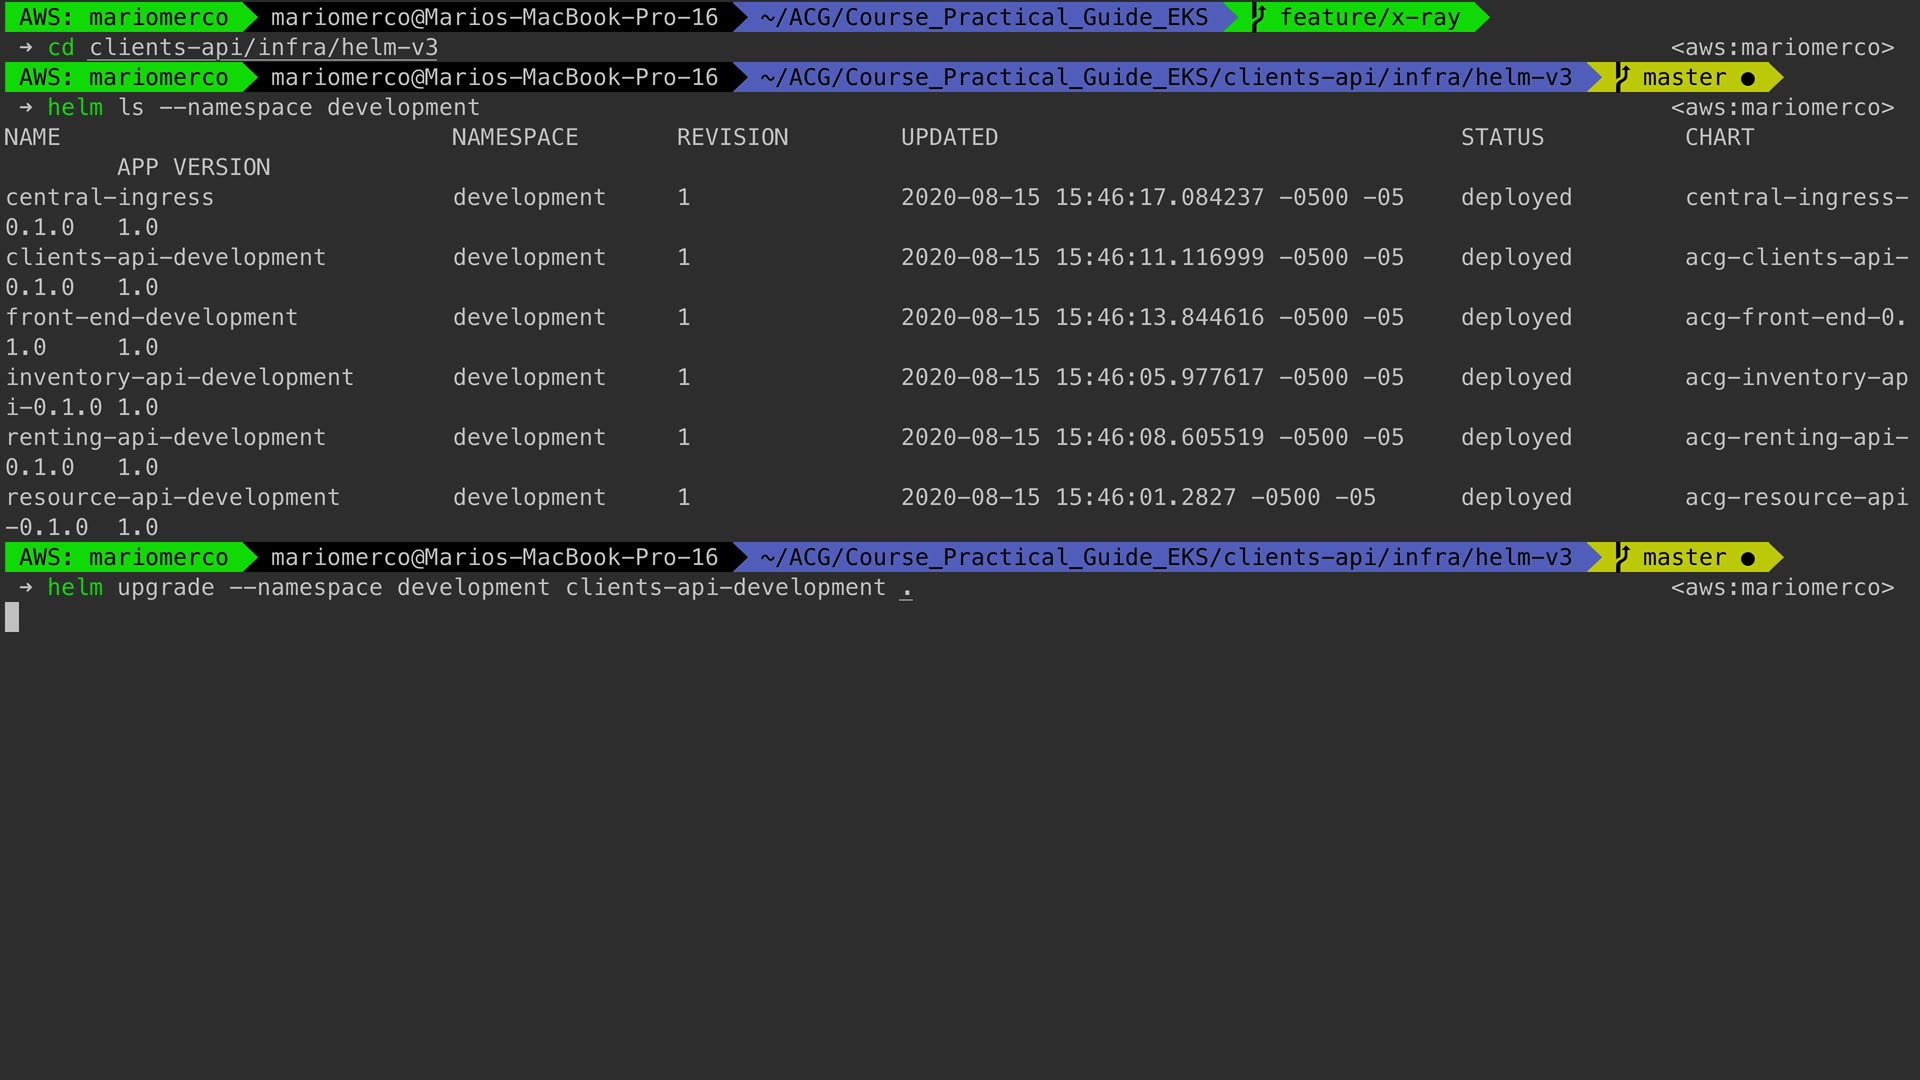 AWS: mariomerco mariomerco@Marios-MacBook-Pro-16 ~/ACG/Course_Practical_Guide_EKS feature/x-ray
→ cd clients-api/infra/helm-v3 <aws:mariomerco>
AWS: mariomerco mariomerco@Marios-MacBook-Pro-16 ~/ACG/Course_Practical_Guide_EKS/clients-api/infra/helm-v3 master ●
→ helm ls --namespace development <aws:mariomerco>
NAME NAMESPACE REVISION UPDATED STATUS CHART
APP VERSION
central-ingress development 1 2020-08-15 15:46:17.084237 -0500 -05 deployed central-ingress-
0.1.0 1.0
clients-api-development development 1 2020-08-15 15:46:11.116999 -0500 -05 deployed acg-clients-api-
0.1.0 1.0
front-end-development development 1 2020-08-15 15:46:13.844616 -0500 -05 deployed acg-front-end-0.
1.0 1.0
inventory-api-development development 1 2020-08-15 15:46:05.977617 -0500 -05 deployed acg-inventory-ap
i-0.1.0 1.0
renting-api-development development 1 2020-08-15 15:46:08.605519 -0500 -05 deployed acg-renting-api-
0.1.0 1.0
resource-api-development development 1 2020-08-15 15:46:01.2827 -0500 -05 deployed acg-resource-api
-0.1.0 1.0
AWS: mariomerco mariomerco@Marios-MacBook-Pro-16 ~/ACG/Course_Practical_Guide_EKS/clients-api/infra/helm-v3 master ●
→ helm upgrade --namespace development clients-api-development . <aws:mariomerco>